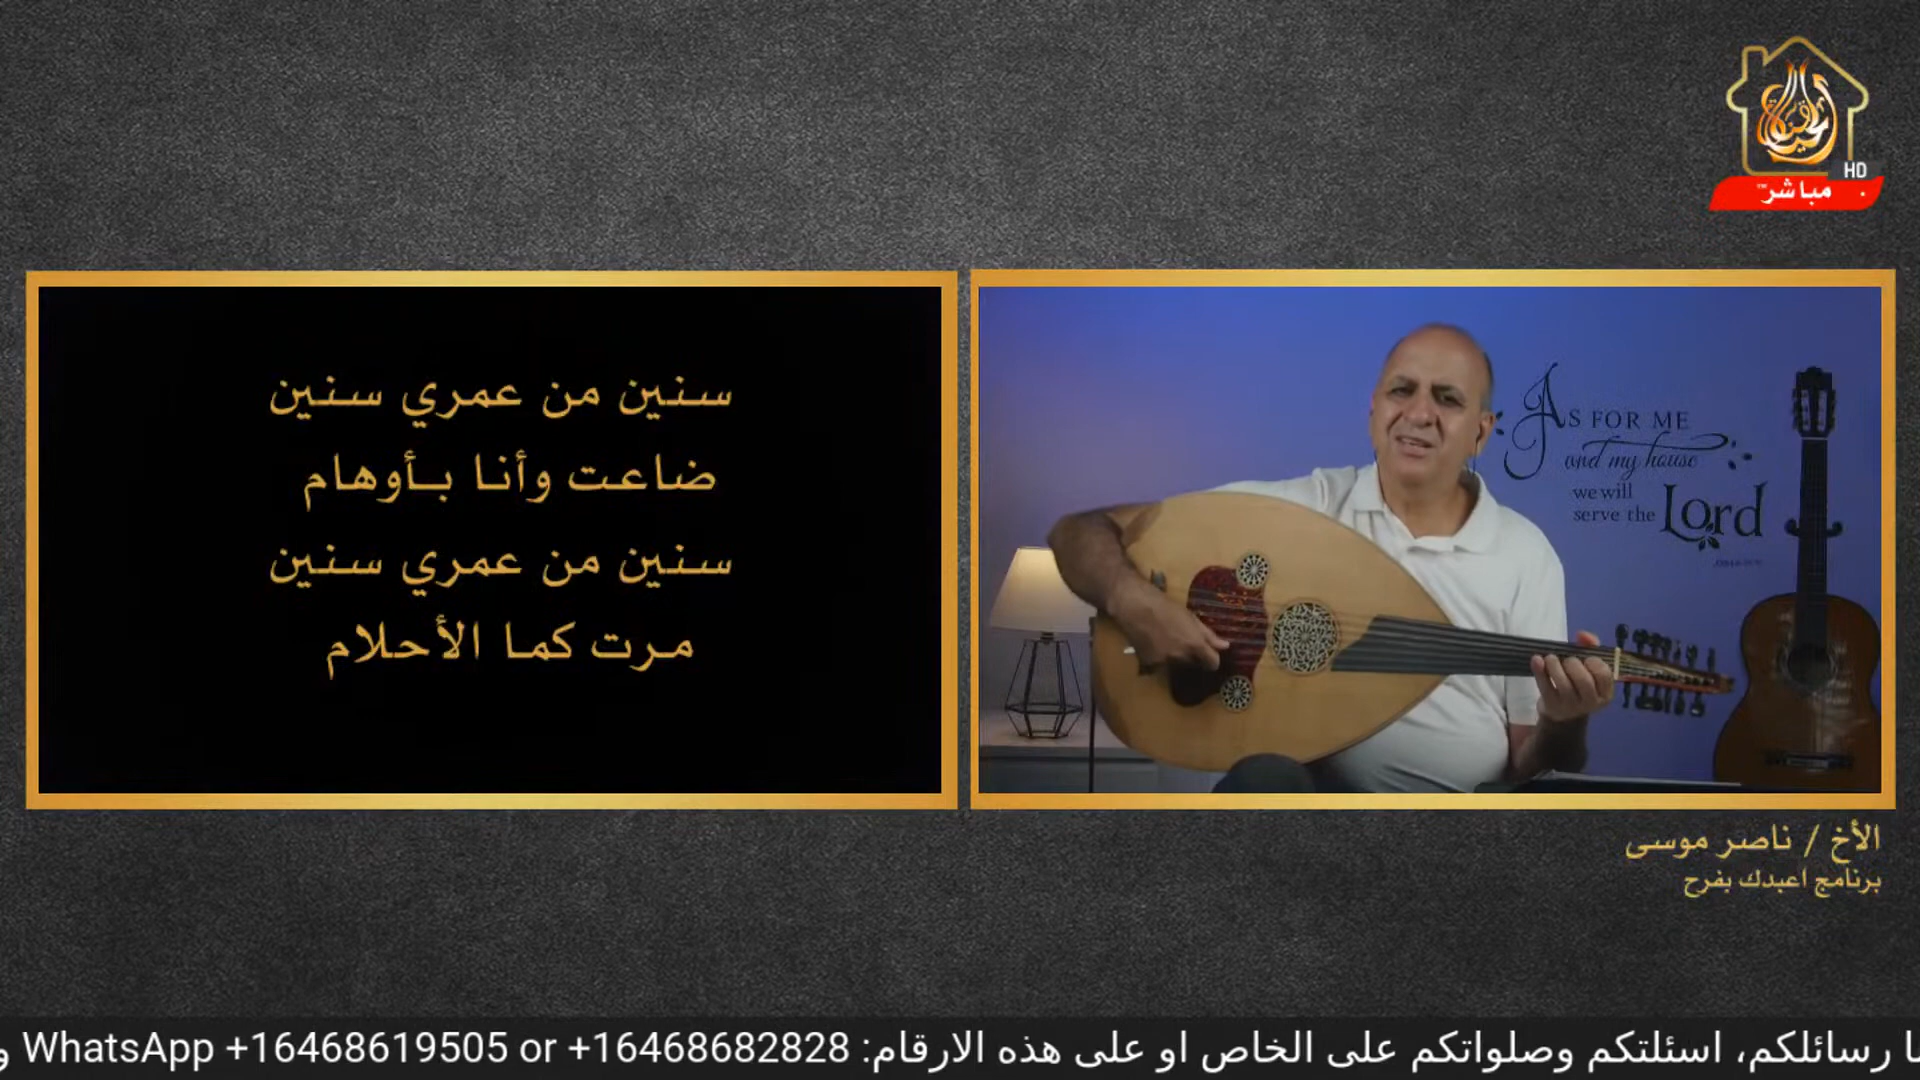 الحياة
HD
مباشر
سنين من عمري سنين
ضاعت وأنا بأوهام
سنين من عمري سنين
مرت كما الأحلام
AS FOR ME
and my house
we will
serve the Lord
الأخ / ناصر موسى
برنامج اعبدك بفرح
رسائلكم، اسئلتكم وصلواتكم على الخاص او على هذه الارقام: WhatsApp +16468619505 or +16468682828